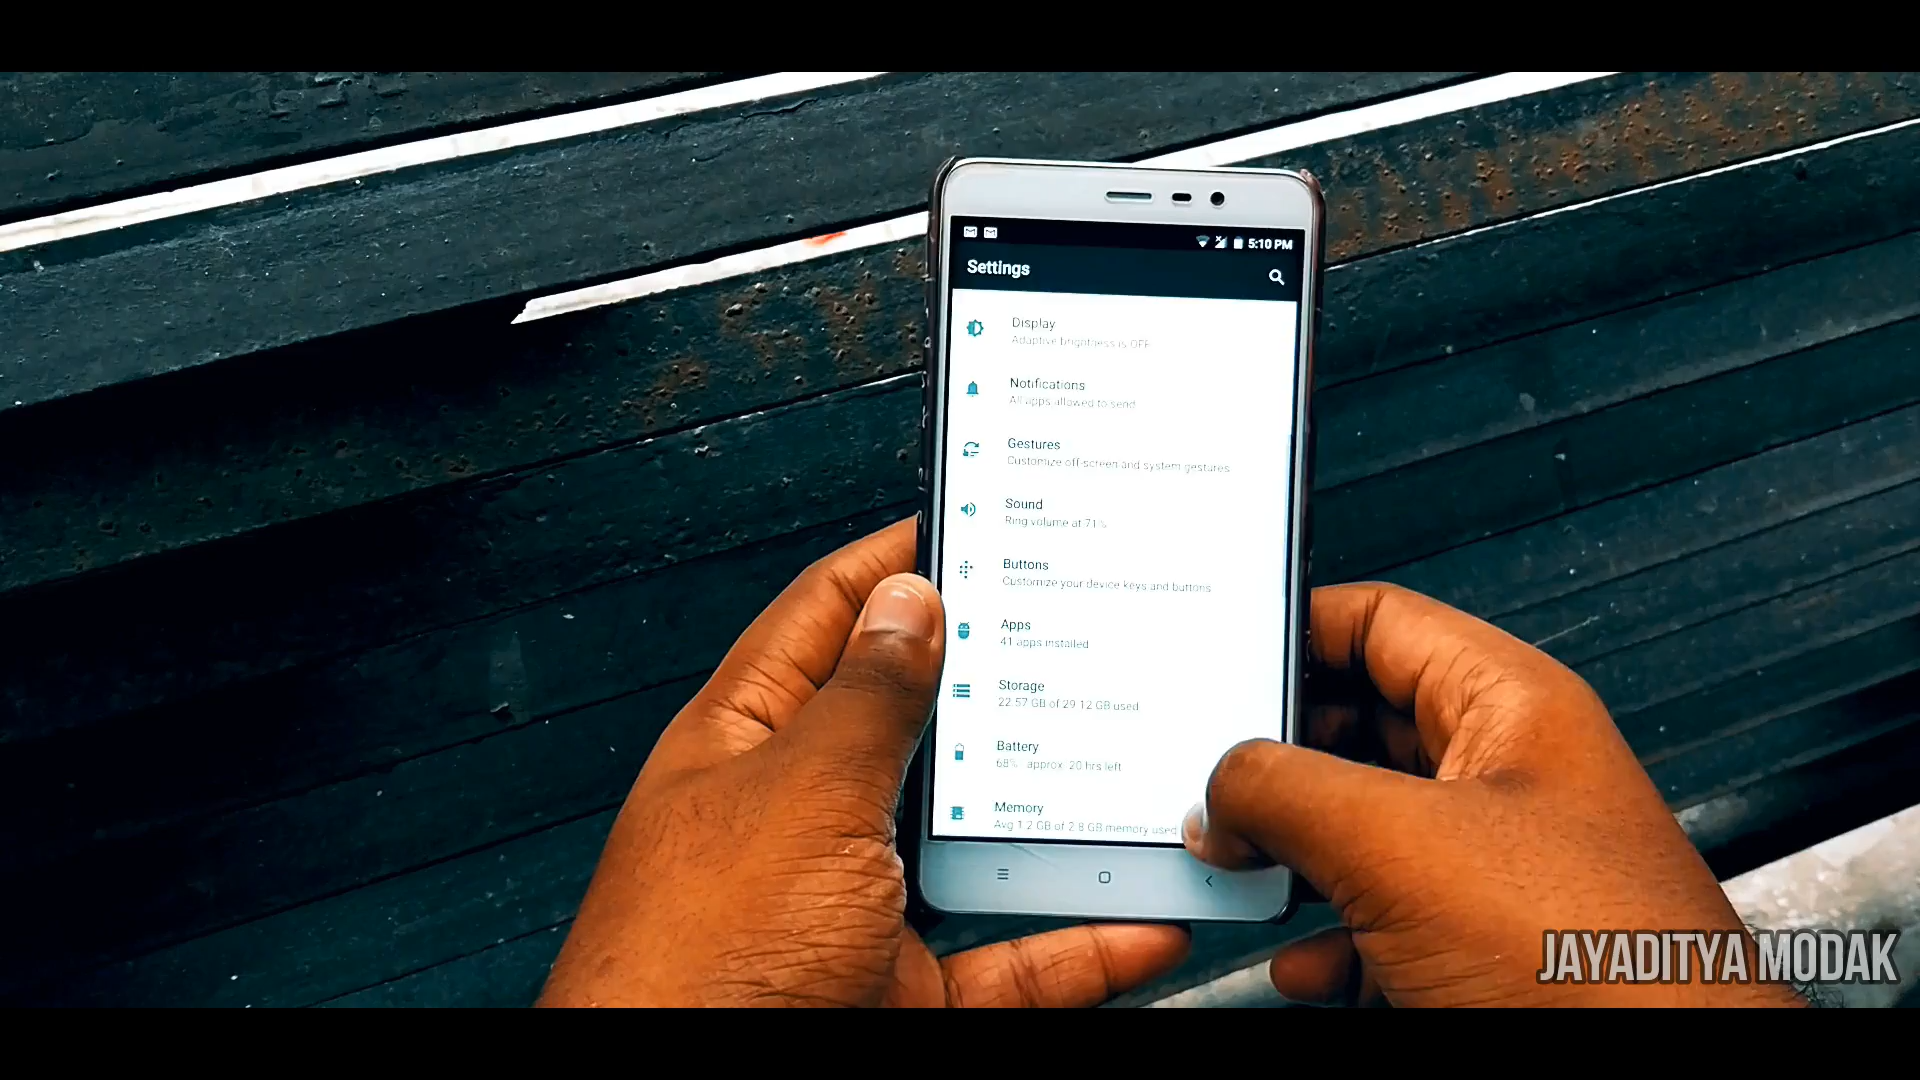 5:10 PM
Settings
Display
Adaptive brightness is OFF
Notifications
All apps allowed to send
Gestures
Customize off-screen and system gestures
Sound
Ring volume at 71%
Buttons
Customize your device keys and buttons
Apps
41 apps installed
Storage
22.57 GB of 29.12 GB used
Battery
68% - approx. 20 hrs left
Memory
Avg 1.2 GB of 2.8 GB memory used
JAYADITYA MODAK